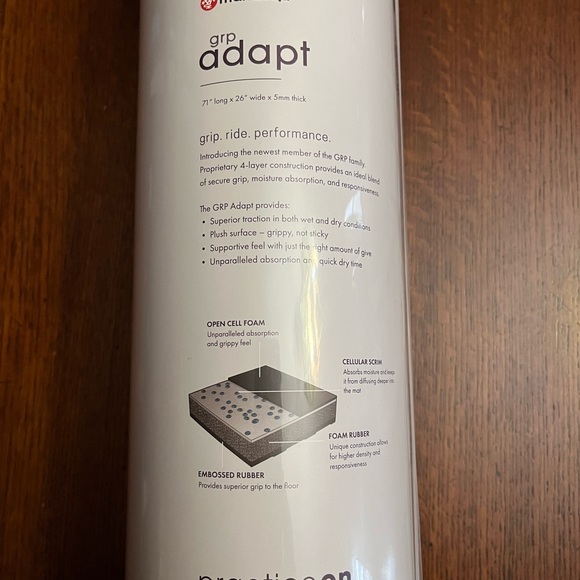 grp
adapt
71" long x 26" wide x 5mm thick
grip. ride. performance.
Introducing the newest member of the GRP family.
Proprietary 4-layer construction provides an ideal blend
of secure grip, moisture absorption, and responsiveness.
The GRP Adapt provides:
• Superior traction in both wet and dry conditions
• Plush surface – grippy, not sticky
• Supportive feel with just the right amount of give
• Unparalleled absorption and quick dry time
OPEN CELL FOAM
Unparalleled absorption
and grippy feel
CELLULAR SCRIM
Absorbs moisture and keeps
it from diffusing deeper into
the mat
FOAM RUBBER
Unique construction allows
for higher density and
responsiveness
EMBOSSED RUBBER
Provides superior grip to the floor
practice on